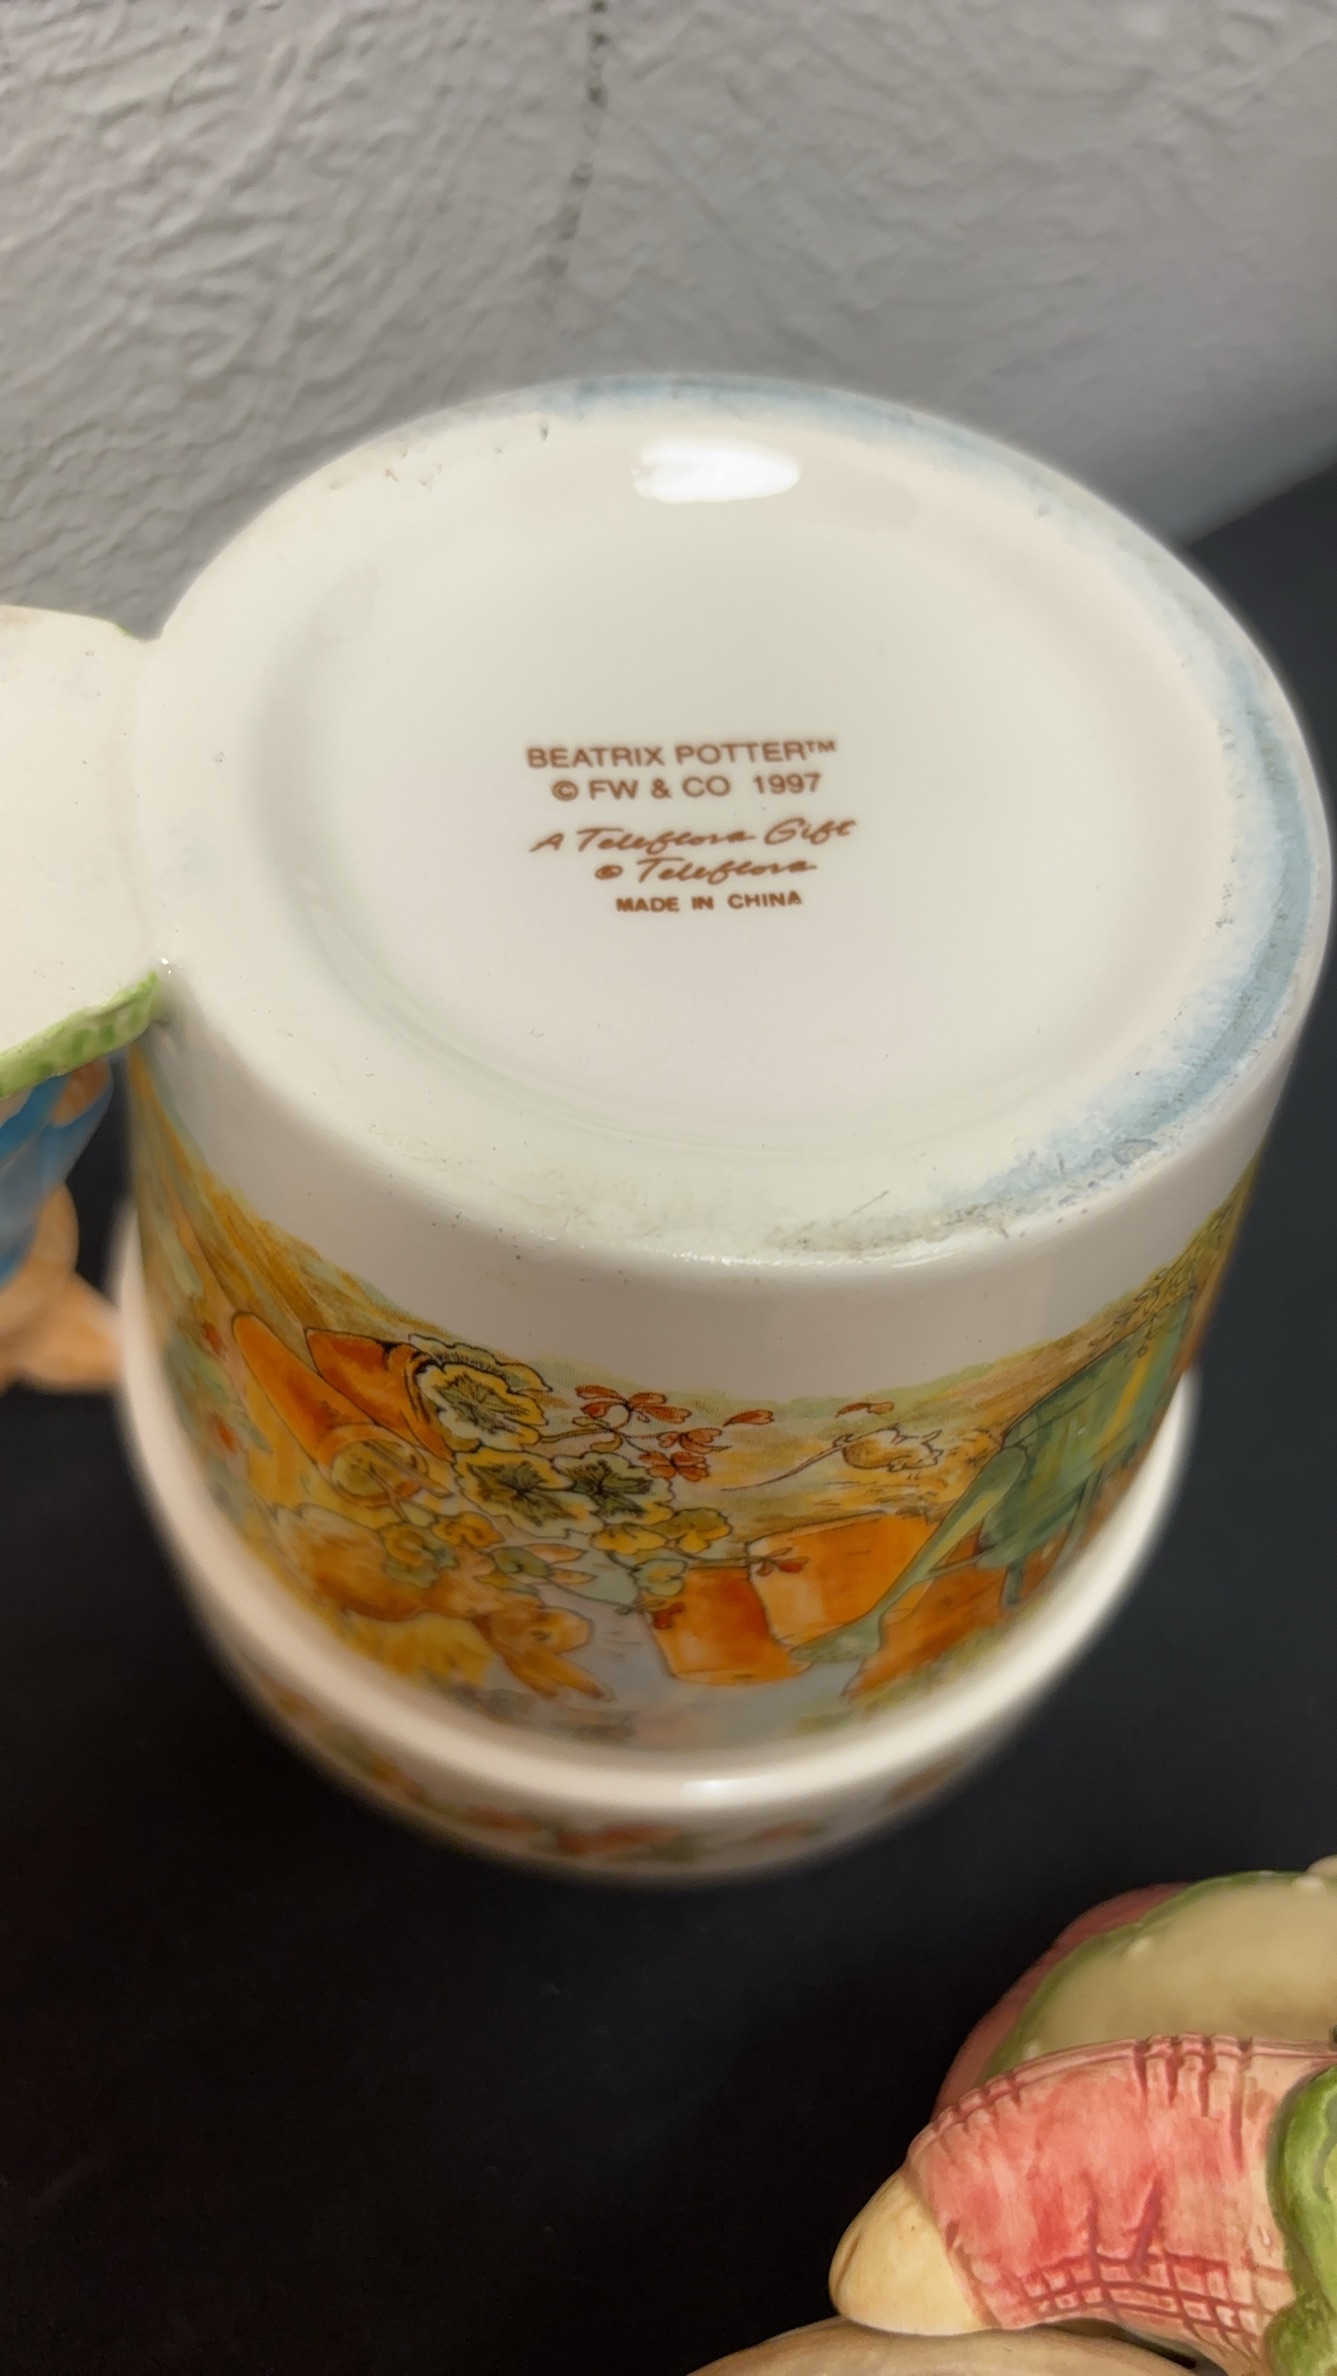 BEATRIX POTTER™
© FW & CO 1997
A Teleflora Gift
© Teleflora
MADE IN CHINA